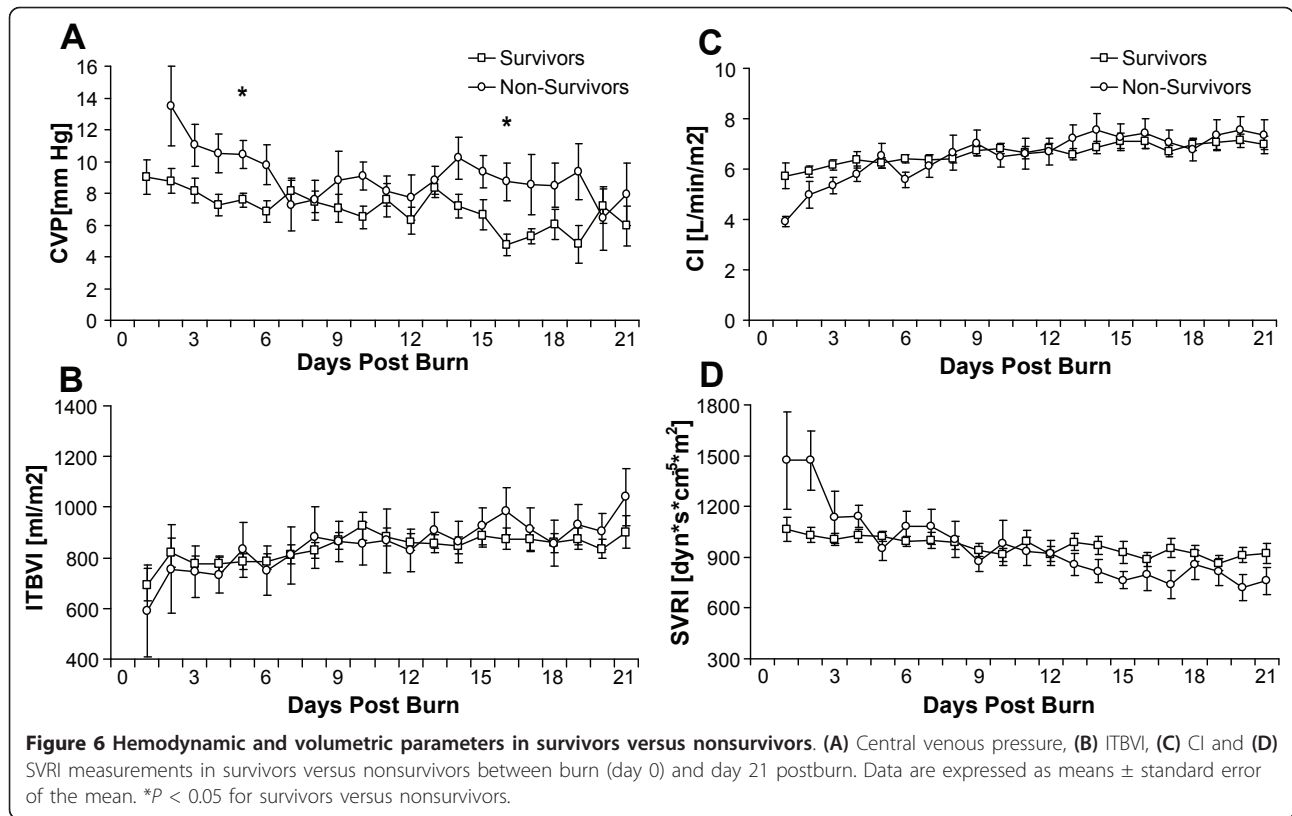 A
Survivors
Non-Survivors
*
*
16
14
12
10
8
6
4
2
0
CVP[mm Hg]
0 3 6 9 12 15 18 21
Days Post Burn
C
Survivors
Non-Survivors
10
8
6
4
2
0
CI [L/min/m2]
0 3 6 9 12 15 18 21
Days Post Burn
B
1400
1200
1000
800
600
400
ITBVI [ml/m2]
0 3 6 9 12 15 18 21
Days Post Burn
D
1800
1500
1200
900
600
300
SVRI [dyn*s*cm-5*m2]
0 3 6 9 12 15 18 21
Days Post Burn
Figure 6 Hemodynamic and volumetric parameters in survivors versus nonsurvivors. (A) Central venous pressure, (B) ITBVI, (C) CI and (D)
SVRI measurements in survivors versus nonsurvivors between burn (day 0) and day 21 postburn. Data are expressed as means ± standard error
of the mean. *P < 0.05 for survivors versus nonsurvivors.